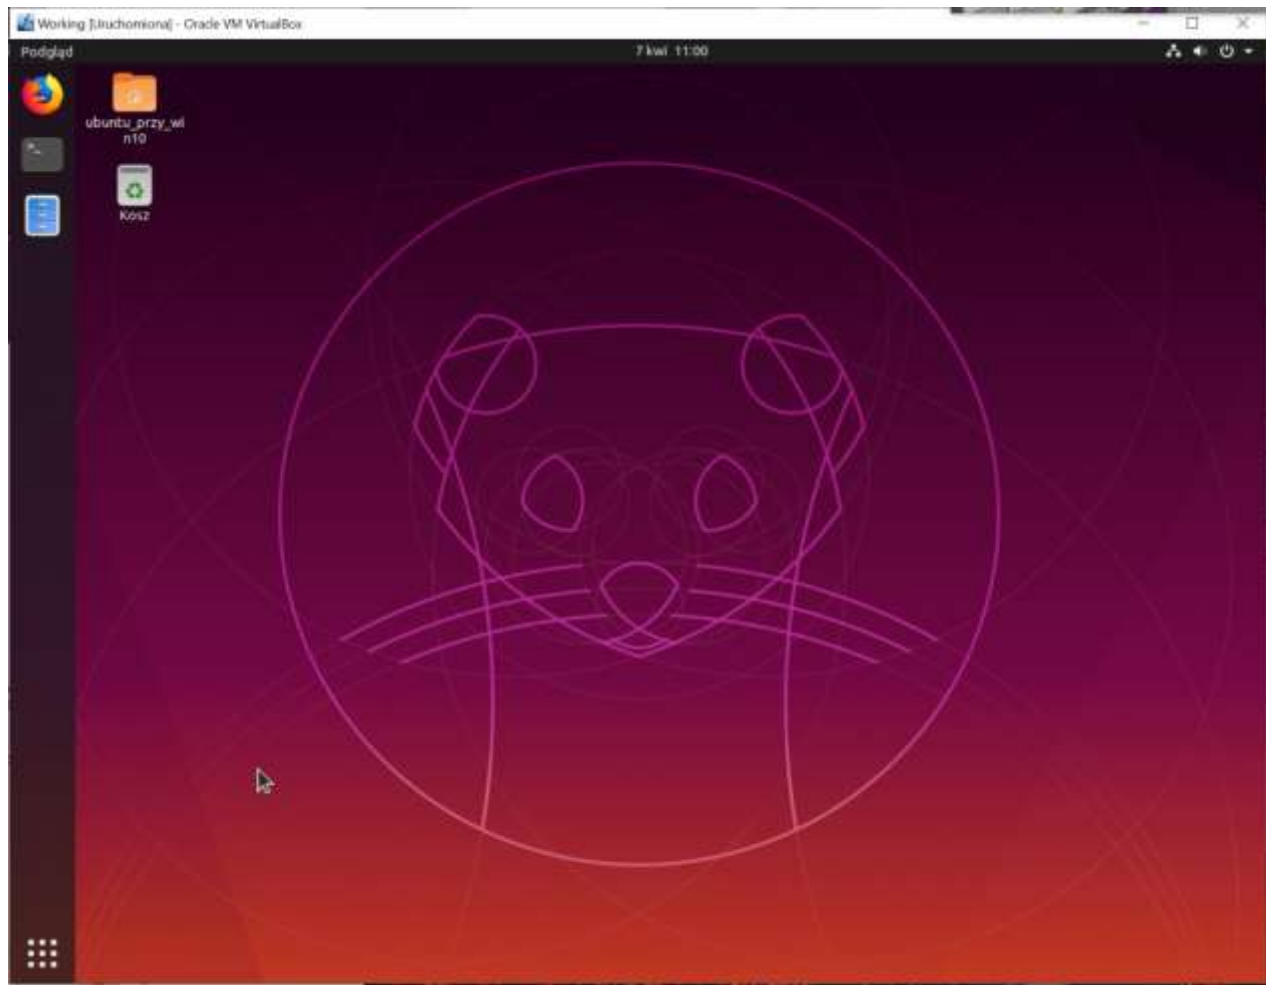 Working [Uruchomiona] - Oracle VM VirtualBox
Podgląd
7 kwi 11:00
ubuntu_przy_wi
n10
Kosz